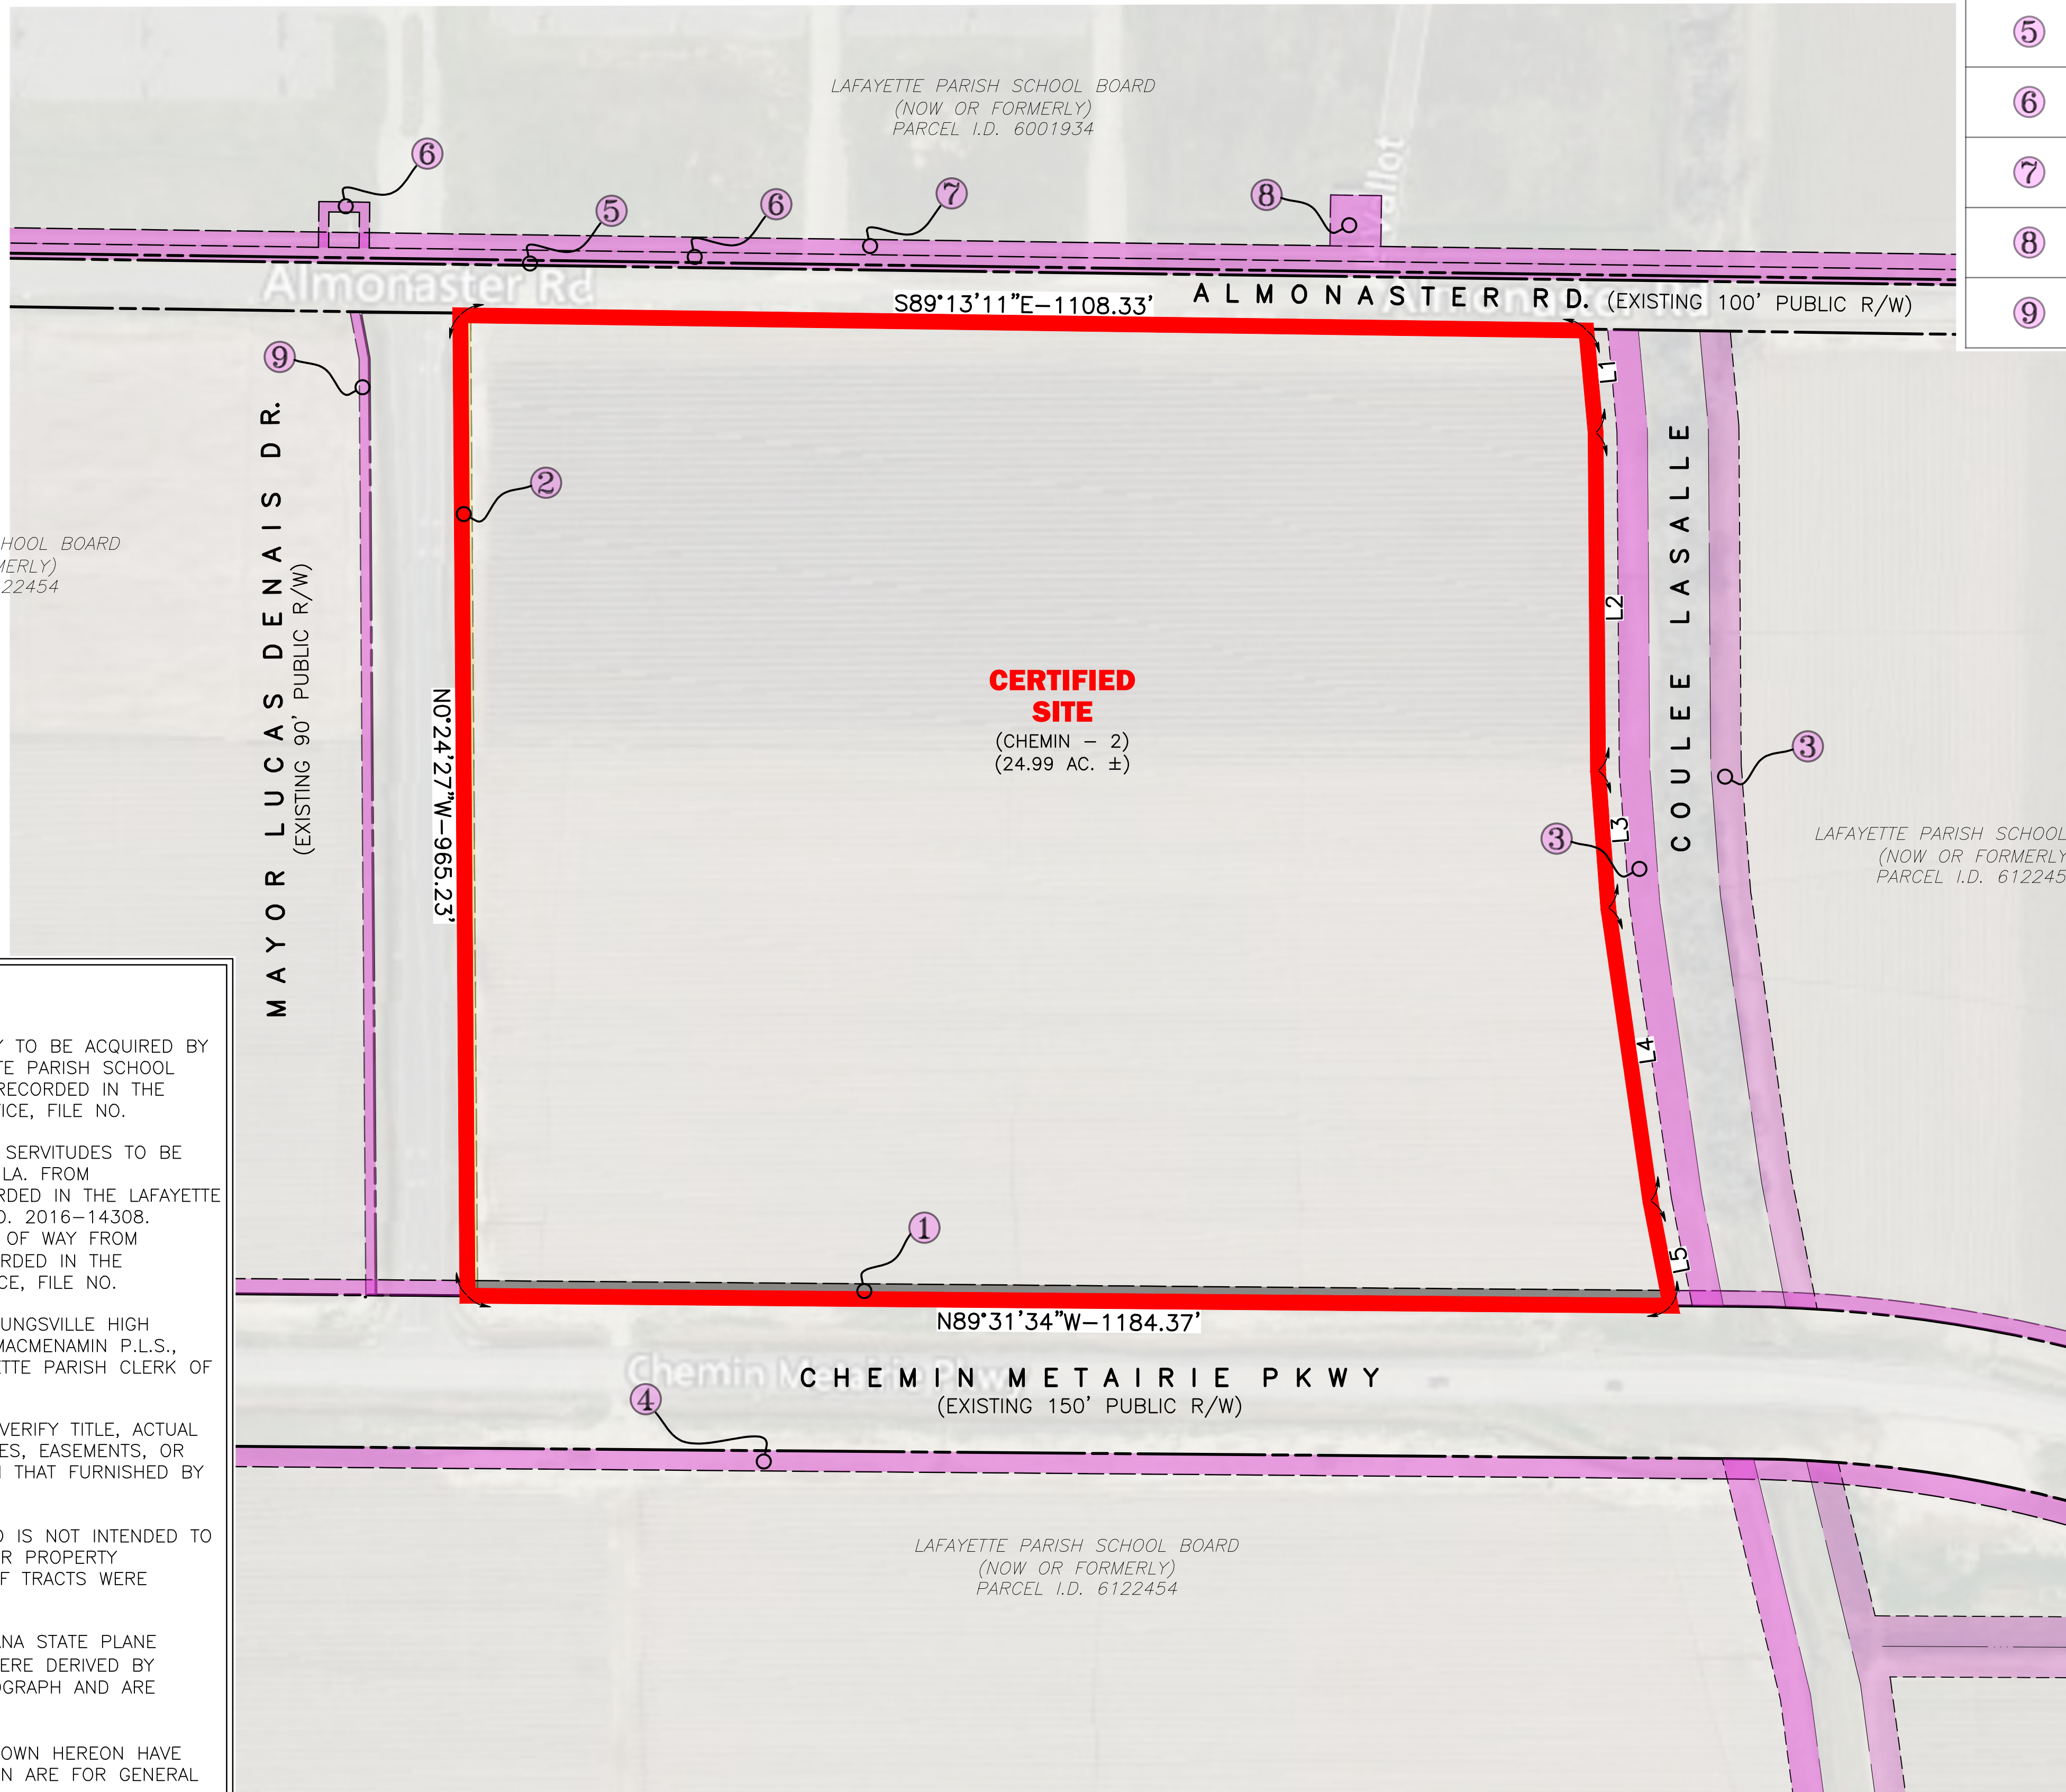 LAFAYETTE PARISH SCHOOL BOARD
(NOW OR FORMERLY)
PARCEL I.D. 6001934
⑤
⑥
⑦
⑧
⑨
⑥
⑤
⑥
⑦
⑧
Almonaster Rd
S89°13'11"E-1108.33'
ALMONASTER RD. (EXISTING 100' PUBLIC R/W)
Almonaster Rd
⑨
②
L1
L2
L3
L4
L5
MAYOR LUCAS DENAIS DR.
(EXISTING 90' PUBLIC R/W)
N0°24'27"W-965.23'
HOOL BOARD
MERLY)
22454
CERTIFIED
SITE
(CHEMIN - 2)
(24.99 AC. ±)
COULEE LASALLE
③
③
LAFAYETTE PARISH SCHOOL
(NOW OR FORMERLY
PARCEL I.D. 612245
①
N89°31'34"W-1184.37'
Chemin Metairie Pkwy
CHEMIN METAIRIE PKWY
(EXISTING 150' PUBLIC R/W)
④
LAFAYETTE PARISH SCHOOL BOARD
(NOW OR FORMERLY)
PARCEL I.D. 6122454
Y TO BE ACQUIRED BY
TE PARISH SCHOOL
RECORDED IN THE
ICE, FILE NO.
SERVITUDES TO BE
LA. FROM
RDED IN THE LAFAYETTE
O. 2016-14308.
OF WAY FROM
RDED IN THE
CE, FILE NO.
UNGSVILLE HIGH
MACMENAMIN P.L.S.,
ETTE PARISH CLERK OF
VERIFY TITLE, ACTUAL
ES, EASEMENTS, OR
N THAT FURNISHED BY
D IS NOT INTENDED TO
R PROPERTY
F TRACTS WERE
ANA STATE PLANE
ERE DERIVED BY
OGRAPH AND ARE
OWN HEREON HAVE
N ARE FOR GENERAL